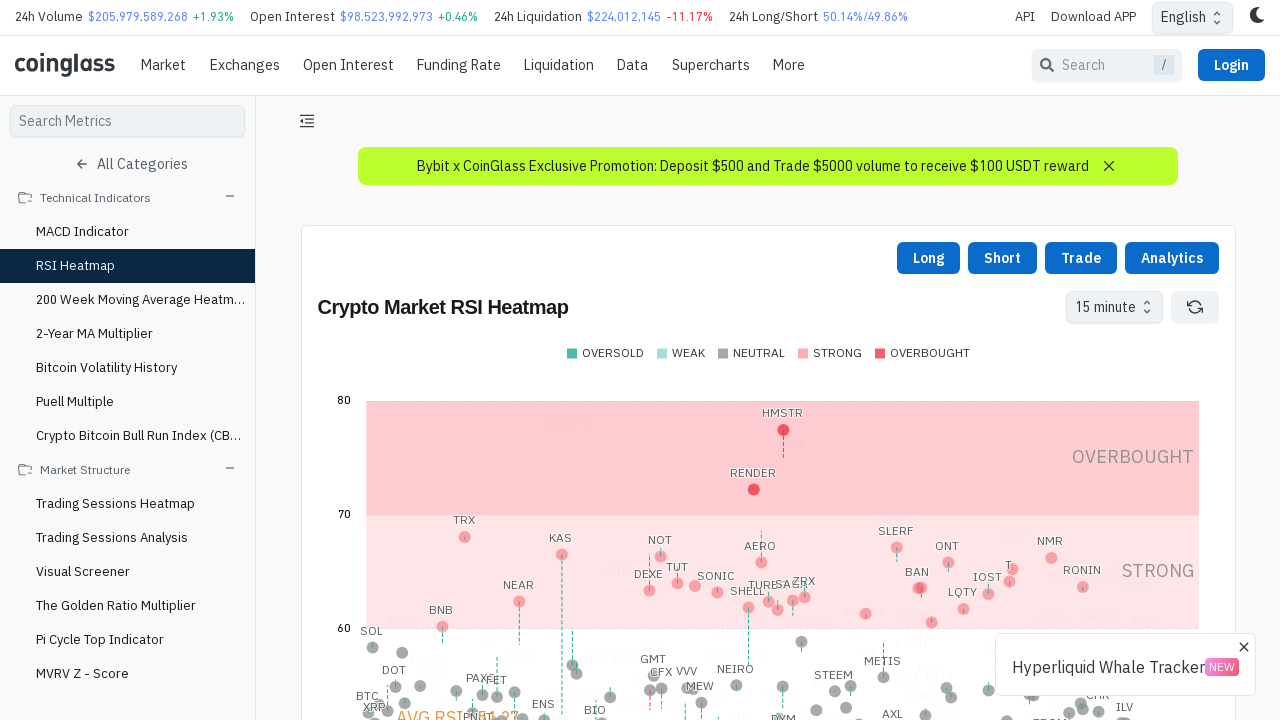 24h Volume $205,979,589,268 +1.93% Open Interest $98,523,992,973 +0.46% 24h Liquidation $224,012,145 -11.17% 24h Long/Short 50.14%/49.86% API Download APP English
coinglass Market Exchanges Open Interest Funding Rate Liquidation Data Supercharts More Search / Login
Search Metrics
All Categories
Technical Indicators
MACD Indicator
RSI Heatmap
200 Week Moving Average Heatm...
2-Year MA Multiplier
Bitcoin Volatility History
Puell Multiple
Crypto Bitcoin Bull Run Index (CB...
Market Structure
Trading Sessions Heatmap
Trading Sessions Analysis
Visual Screener
The Golden Ratio Multiplier
Pi Cycle Top Indicator
MVRV Z - Score
Bybit x CoinGlass Exclusive Promotion: Deposit $500 and Trade $5000 volume to receive $100 USDT reward
Long Short Trade Analytics
Crypto Market RSI Heatmap 15 minute
OVERSOLD WEAK NEUTRAL STRONG OVERBOUGHT
80
HMSTR
OVERBOUGHT
RENDER
70
TRX
SLERF
KAS NOT AERO ONT NMR
TUT T
DEXE SONIC BAN IOST RONIN STRONG
NEAR ZRX
SHELL LQTY
BNB
60
SOL
GMT METIS
DOT NEIRO
CFX VVV STEEM
MEW
BTC
XRP ENS ILV
BIO AXL
Hyperliquid Whale Tracker NEW